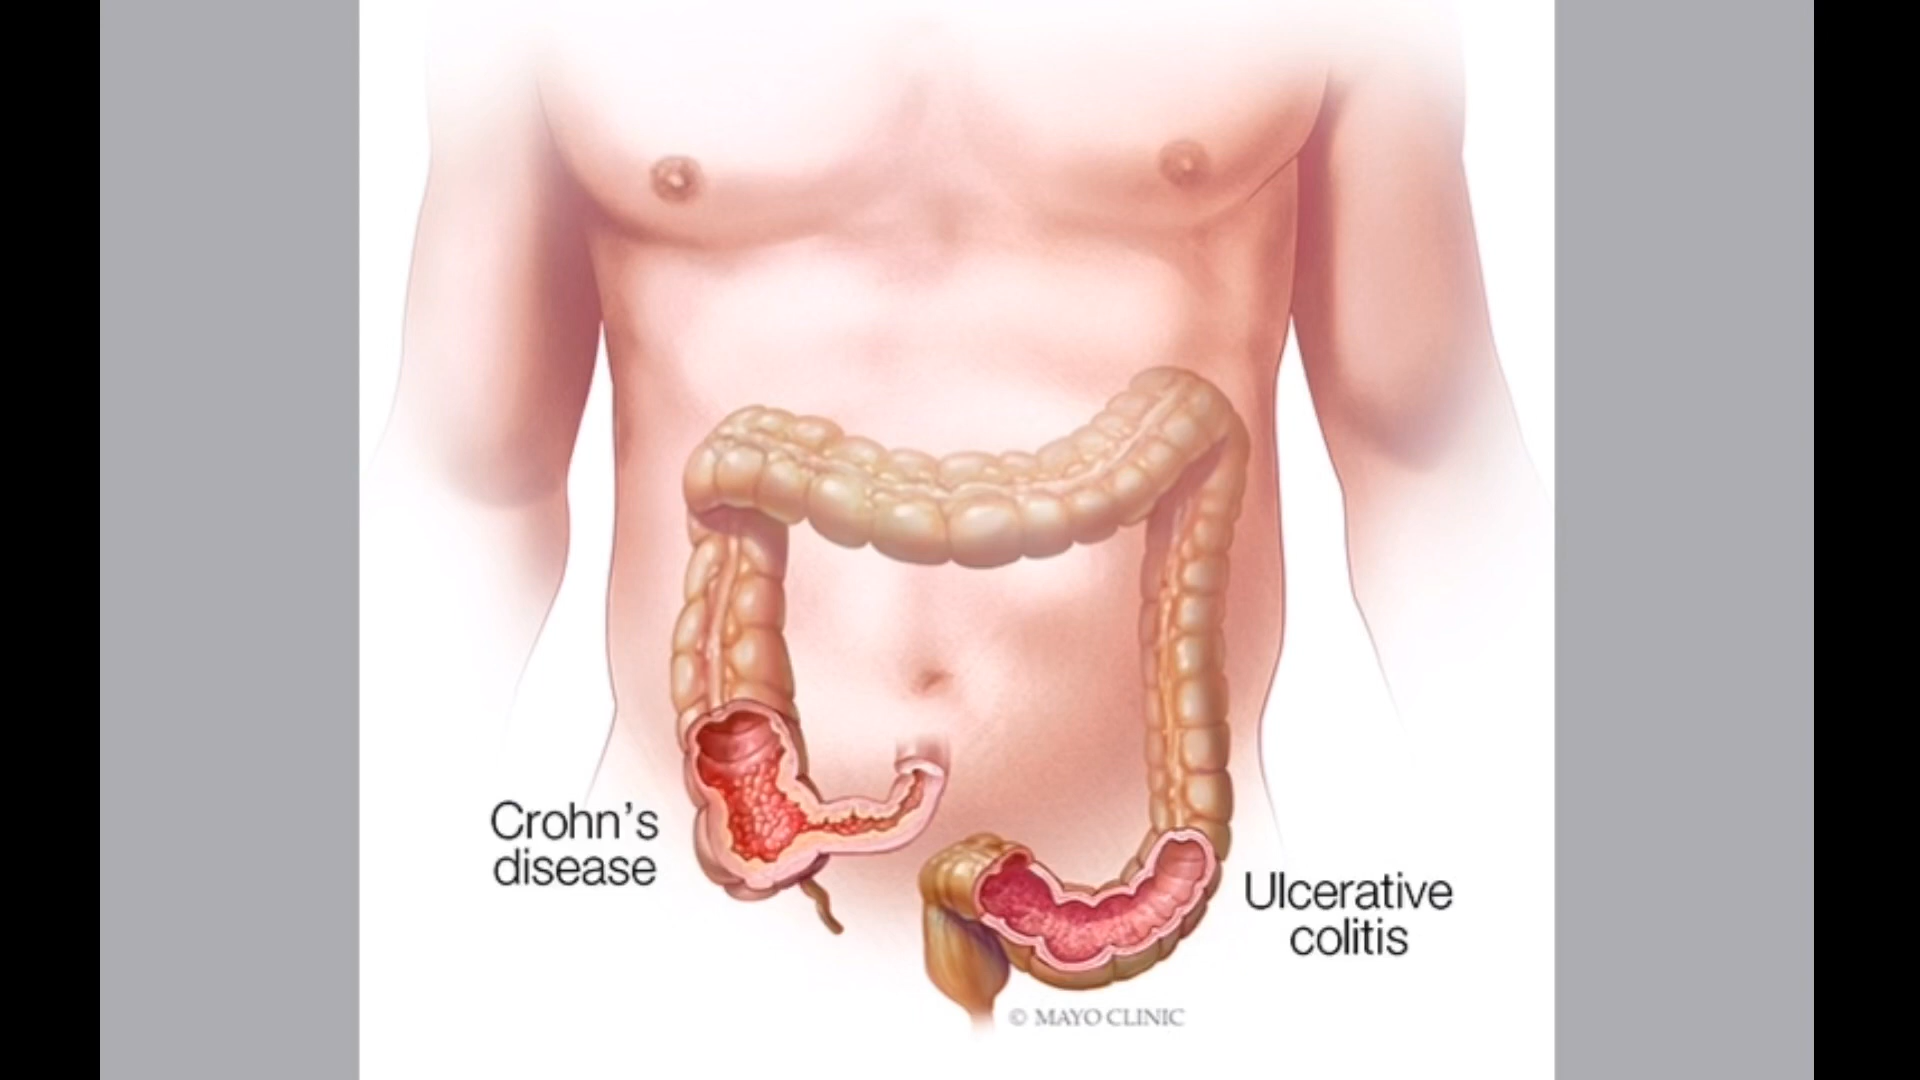 Crohn's
disease
Ulcerative
colitis
© MAYO CLINIC